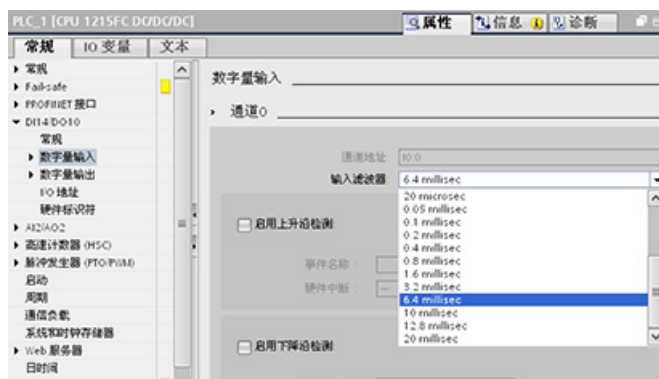 PLC_1 [CPU 1215FC DC/DC/DC]
属性 信息 诊断
常规 IO 变量 文本
常规
Fail-safe
PROFINET 接口
DI14/DO10
常规
数字量输入
数字量输出
I/O 地址
硬件标识符
AI2/AO2
高速计数器 (HSC)
脉冲发生器 (PTO/PWM)
启动
周期
通信负载
系统和时钟存储器
Web 服务器
日时间
数字量输入
通道0
通道地址 I0.0
输入滤波器 6.4 millisec
20 microsec
0.05 millisec
0.1 millisec
0.2 millisec
0.4 millisec
0.8 millisec
1.6 millisec
3.2 millisec
6.4 millisec
10 millisec
12.8 millisec
20 millisec
启用上升沿检测
事件名称:
硬件中断: ---
启用下降沿检测